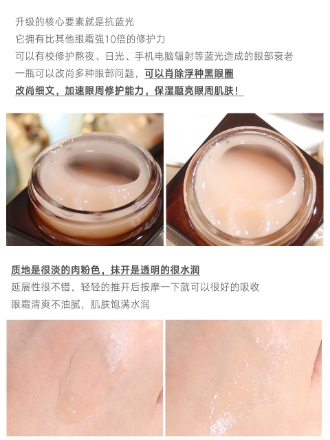 升级的核心要素就是抗蓝光
它拥有比其他眼霜强10倍的修护力
可以有校修护熬夜、日光、手机电脑辐射等蓝光造成的眼部衰老
一瓶可以改尚多种眼部问题，可以肖除浮种黑眼圈
改尚细文，加速眼周修护能力，保湿题亮眼周肌肤！
质地是很淡的肉粉色，抹开是透明的很水润
延展性很不错，轻轻的推开后按摩一下就可以很好的吸收
眼霜清爽不油腻，肌肤饱满水润